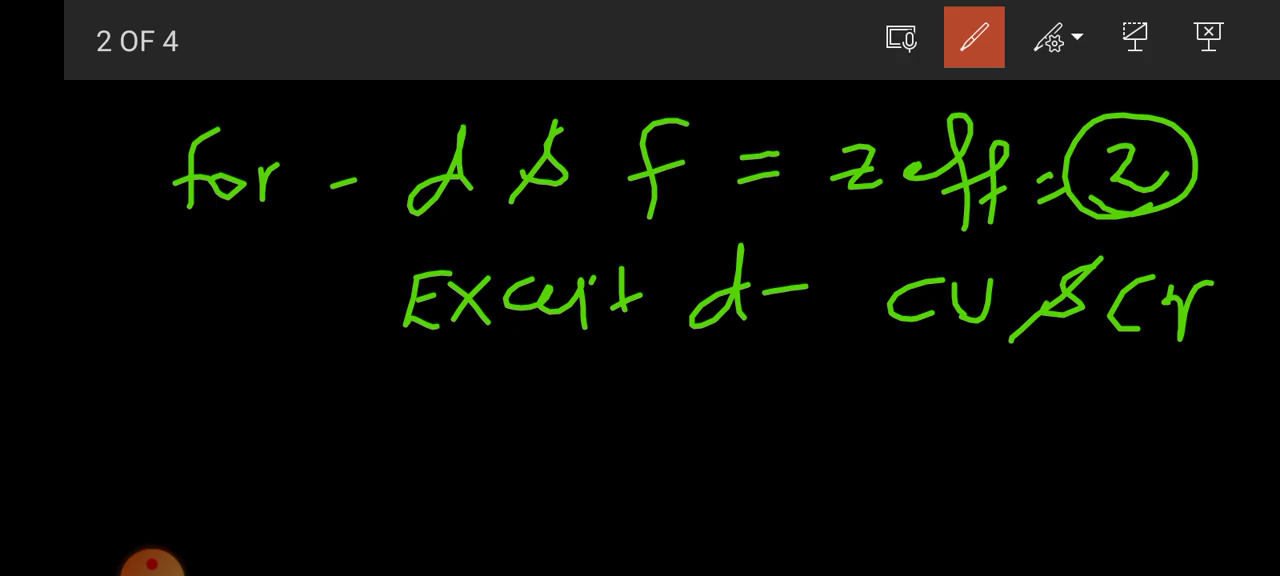 2 OF 4
for - d & f = zeff = 2
Except d - Cu & Cr